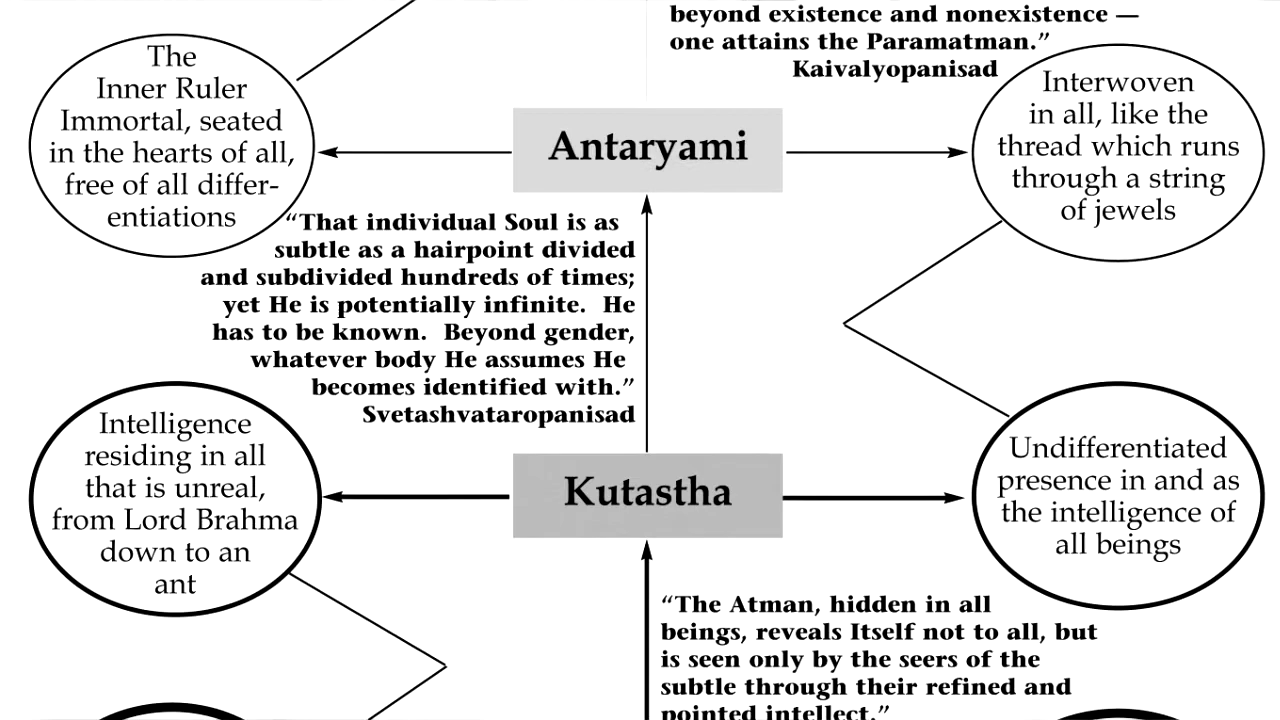 beyond existence and nonexistence —
one attains the Paramatman.”
Kaivalyopanisad
The
Inner Ruler
Immortal, seated
in the hearts of all,
free of all differ-
entiations
Antaryami
Interwoven
in all, like the
thread which runs
through a string
of jewels
“That individual Soul is as
subtle as a hairpoint divided
and subdivided hundreds of times;
yet He is potentially infinite. He
has to be known. Beyond gender,
whatever body He assumes He
becomes identified with.”
Svetashvataropanisad
Intelligence
residing in all
that is unreal,
from Lord Brahma
down to an
ant
Kutastha
Undifferentiated
presence in and as
the intelligence of
all beings
“The Atman, hidden in all
beings, reveals Itself not to all, but
is seen only by the seers of the
subtle through their refined and
pointed intellect.”